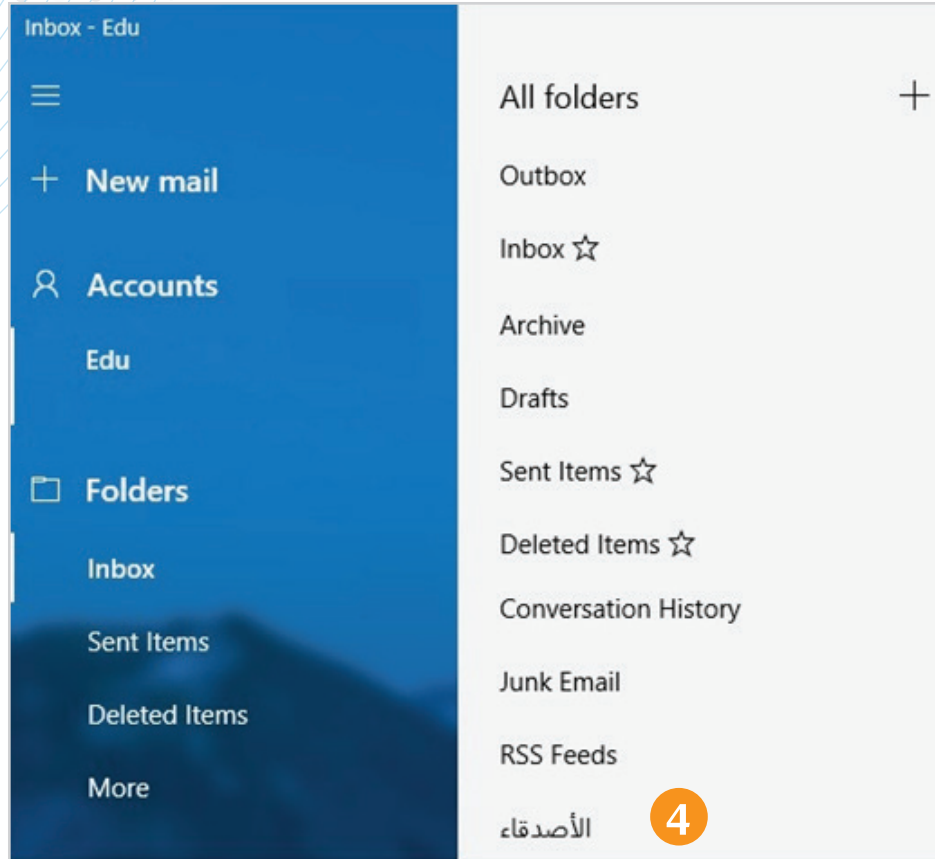 Inbox - Edu
New mail
Accounts
Edu
Folders
Inbox
Sent Items
Deleted Items
More
All folders
Outbox
Inbox
Archive
Drafts
Sent Items
Deleted Items
Conversation History
Junk Email
RSS Feeds
الأصدقاء
4